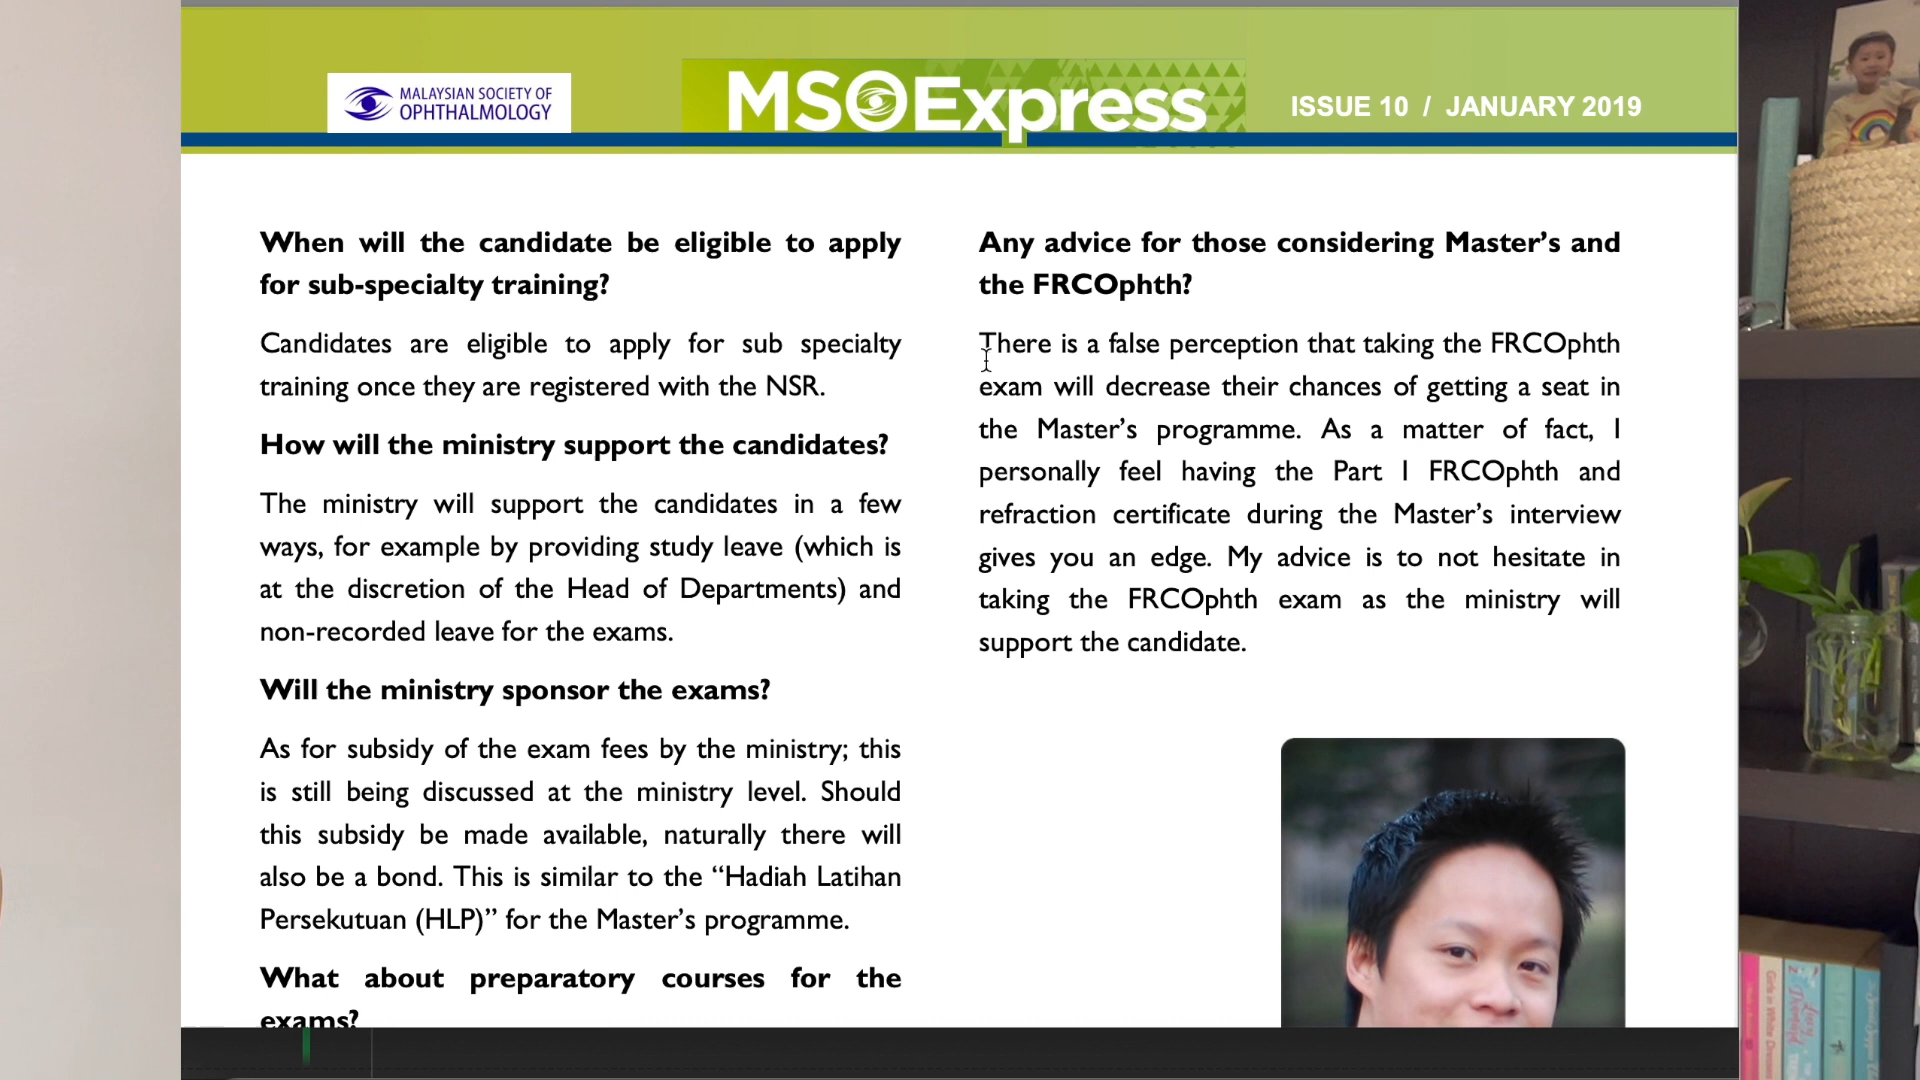 MALAYSIAN SOCIETY OF
OPHTHALMOLOGY
MSOExpress
ISSUE 10 / JANUARY 2019
When will the candidate be eligible to apply
for sub-specialty training?
Candidates are eligible to apply for sub specialty
training once they are registered with the NSR.
How will the ministry support the candidates?
The ministry will support the candidates in a few
ways, for example by providing study leave (which is
at the discretion of the Head of Departments) and
non-recorded leave for the exams.
Will the ministry sponsor the exams?
As for subsidy of the exam fees by the ministry; this
is still being discussed at the ministry level. Should
this subsidy be made available, naturally there will
also be a bond. This is similar to the “Hadiah Latihan
Persekutuan (HLP)” for the Master’s programme.
What about preparatory courses for the
exams?
Any advice for those considering Master’s and
the FRCOphth?
There is a false perception that taking the FRCOphth
exam will decrease their chances of getting a seat in
the Master’s programme. As a matter of fact, I
personally feel having the Part I FRCOphth and
refraction certificate during the Master’s interview
gives you an edge. My advice is to not hesitate in
taking the FRCOphth exam as the ministry will
support the candidate.